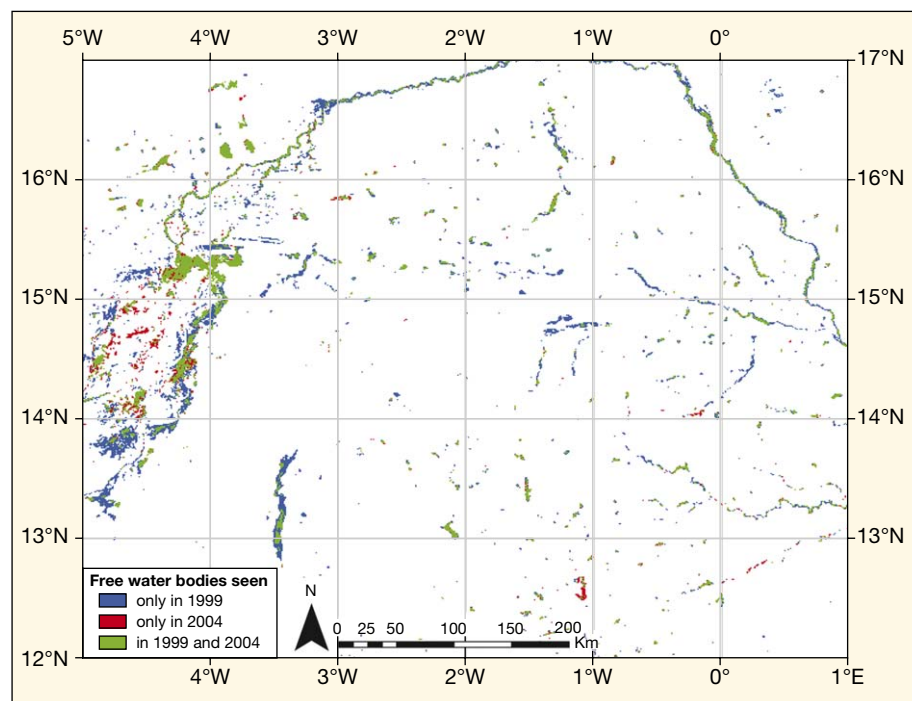 5°W 4°W 3°W 2°W 1°W 0°
17°N
16°N 16°N
15°N 15°N
14°N 14°N
13°N 13°N
Free water bodies seen
only in 1999
only in 2004
in 1999 and 2004
N
0 25 50 100 150 200
Km
12°N 12°N
4°W 3°W 2°W 1°W 0° 1°E